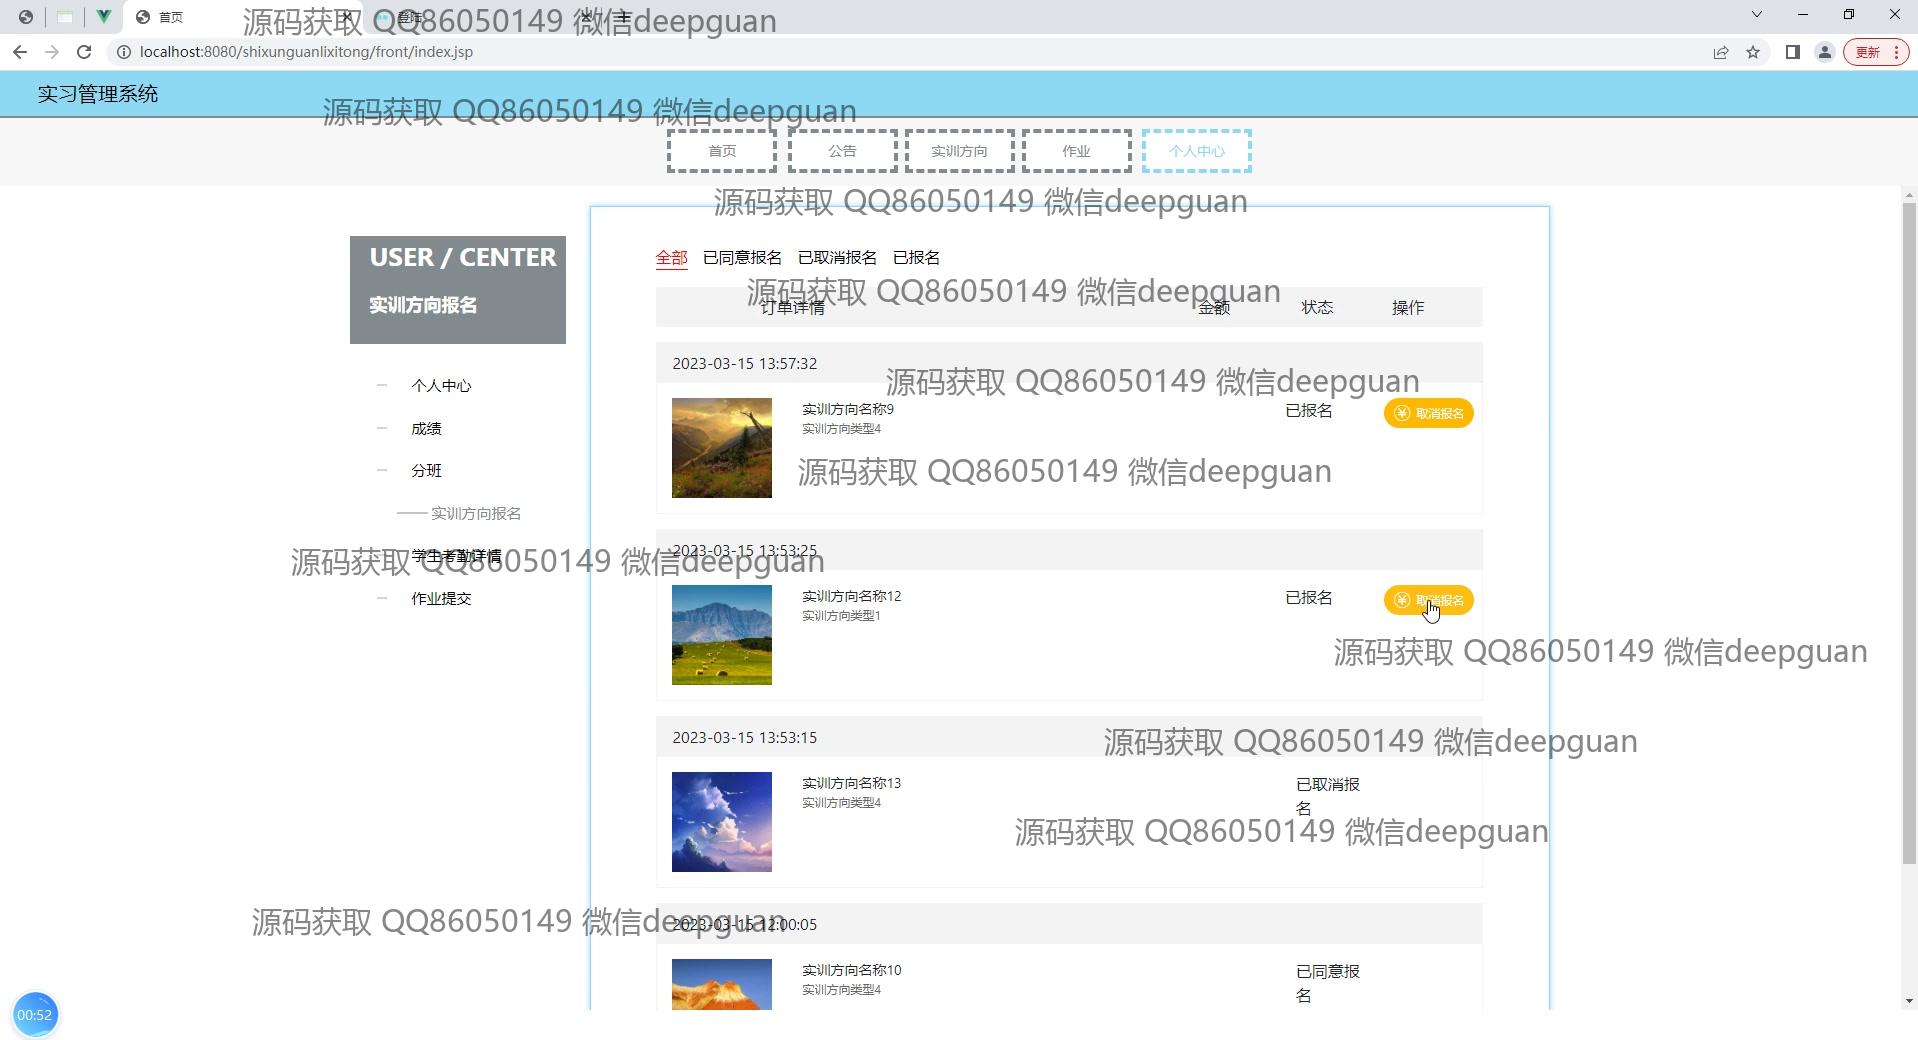 首页
登陆
源码获取 QQ86050149 微信deepguan
localhost:8080/shixunguanlixitong/front/index.jsp
更新
实习管理系统
源码获取 QQ86050149 微信deepguan
首页 公告 实训方向 作业 个人中心
源码获取 QQ86050149 微信deepguan
USER / CENTER
实训方向报名
个人中心
成绩
分班
实训方向报名
学生考勤详情
作业提交
全部 已同意报名 已取消报名 已报名
源码获取 QQ86050149 微信deepguan
订单详情 金额 状态 操作
2023-03-15 13:57:32
源码获取 QQ86050149 微信deepguan
实训方向名称9 已报名 取消报名
实训方向类型4
源码获取 QQ86050149 微信deepguan
2023-03-15 13:53:25
源码获取 QQ86050149 微信deepguan
实训方向名称12 已报名 取消报名
实训方向类型1
源码获取 QQ86050149 微信deepguan
2023-03-15 13:53:15
源码获取 QQ86050149 微信deepguan
实训方向名称13 已取消报
实训方向类型4 名
源码获取 QQ86050149 微信deepguan
2023-03-15 12:00:05
源码获取 QQ86050149 微信deepguan
实训方向名称10 已同意报
实训方向类型4 名
00:52